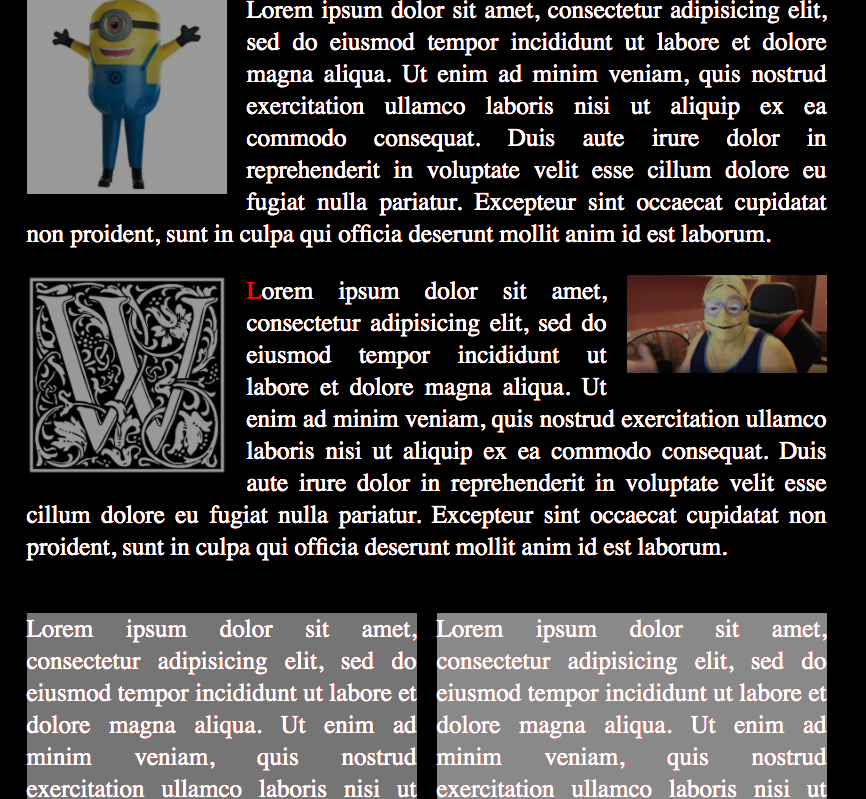 Lorem ipsum dolor sit amet, consectetur adipisicing elit,
sed do eiusmod tempor incididunt ut labore et dolore
magna aliqua. Ut enim ad minim veniam, quis nostrud
exercitation ullamco laboris nisi ut aliquip ex ea
commodo consequat. Duis aute irure dolor in
reprehenderit in voluptate velit esse cillum dolore eu
fugiat nulla pariatur. Excepteur sint occaecat cupidatat
non proident, sunt in culpa qui officia deserunt mollit anim id est laborum.
W
Lorem ipsum dolor sit amet,
consectetur adipisicing elit, sed do
eiusmod tempor incididunt ut
labore et dolore magna aliqua. Ut
enim ad minim veniam, quis nostrud exercitation ullamco
laboris nisi ut aliquip ex ea commodo consequat. Duis
aute irure dolor in reprehenderit in voluptate velit esse
cillum dolore eu fugiat nulla pariatur. Excepteur sint occaecat cupidatat non
proident, sunt in culpa qui officia deserunt mollit anim id est laborum.
Lorem ipsum dolor sit amet,
consectetur adipisicing elit, sed do
eiusmod tempor incididunt ut labore et
dolore magna aliqua. Ut enim ad
minim veniam, quis nostrud
exercitation ullamco laboris nisi ut
Lorem ipsum dolor sit amet,
consectetur adipisicing elit, sed do
eiusmod tempor incididunt ut labore et
dolore magna aliqua. Ut enim ad
minim veniam, quis nostrud
exercitation ullamco laboris nisi ut